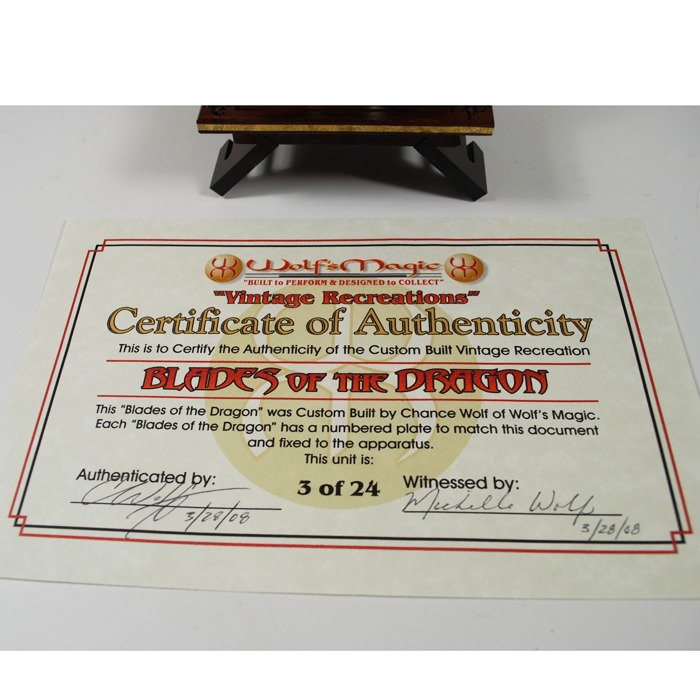 Wolf'sMagic
"BUILT to PERFORM & DESIGNED to COLLECT"
"Vintage Recreations"
Certificate of Authenticity
This is to Certify the Authenticity of the Custom Built Vintage Recreation
BLADES OF THE DRAGON
This "Blades of the Dragon" was Custom Built by Chance Wolf of Wolf's Magic.
Each "Blades of the Dragon" has a numbered plate to match this document
and fixed to the apparatus.
This unit is:
3 of 24
Authenticated by:
CWolf
3/28/08
Witnessed by:
Michelle Wolf
3/28/08